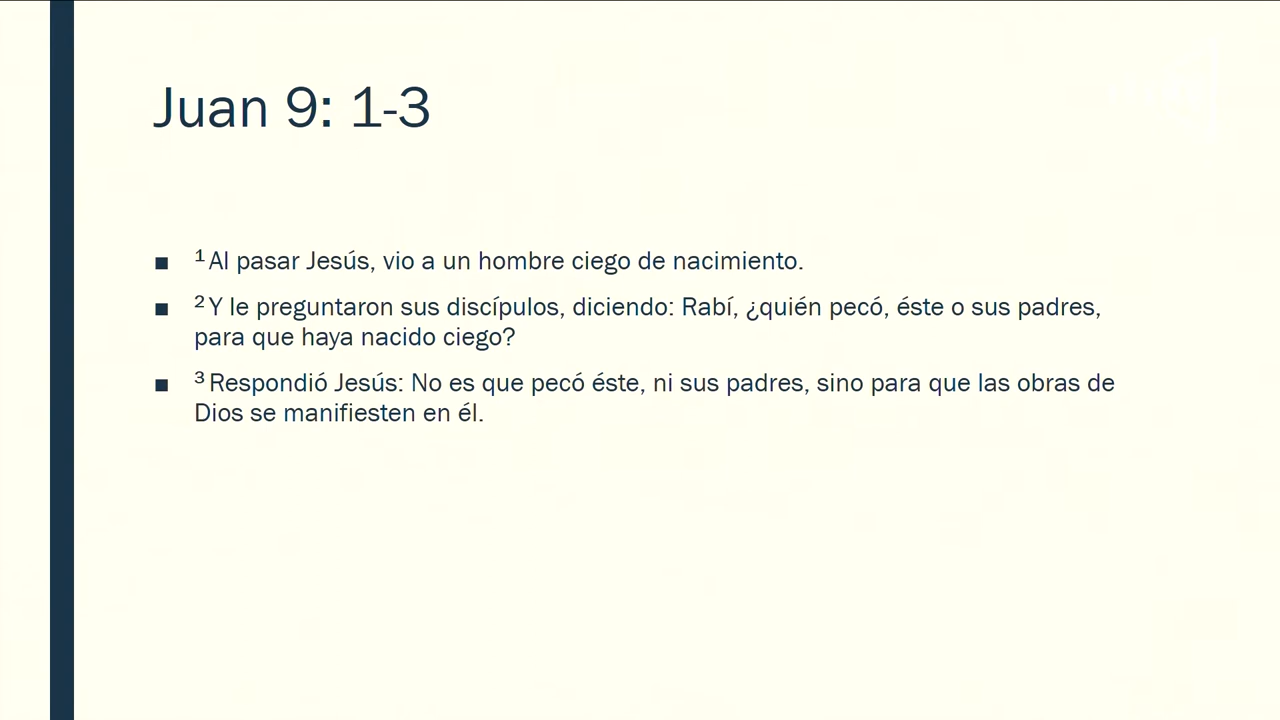 Juan 9: 1-3
■ ¹ Al pasar Jesús, vio a un hombre ciego de nacimiento.
■ ² Y le preguntaron sus discípulos, diciendo: Rabí, ¿quién pecó, éste o sus padres,
para que haya nacido ciego?
■ ³ Respondió Jesús: No es que pecó éste, ni sus padres, sino para que las obras de
Dios se manifiesten en él.